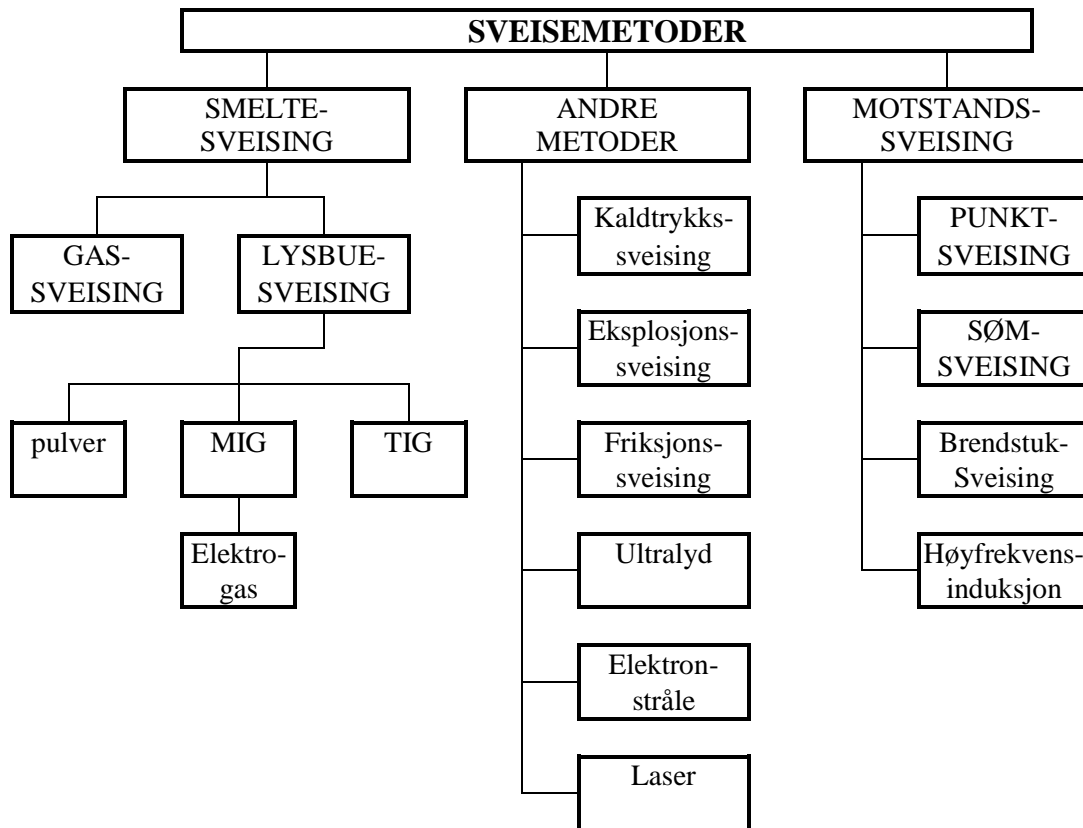 SVEISEMETODER
SMELTE-
SVEISING
ANDRE
METODER
MOTSTANDS-
SVEISING
GAS-
SVEISING
LYSBUE-
SVEISING
pulver
MIG
TIG
Elektro-
gas
Kaldtrykks-
sveising
Eksplosjons-
sveising
Friksjons-
sveising
Ultralyd
Elektron-
stråle
Laser
PUNKT-
SVEISING
SØM-
SVEISING
Brendstuk-
Sveising
Høyfrekvens-
induksjon